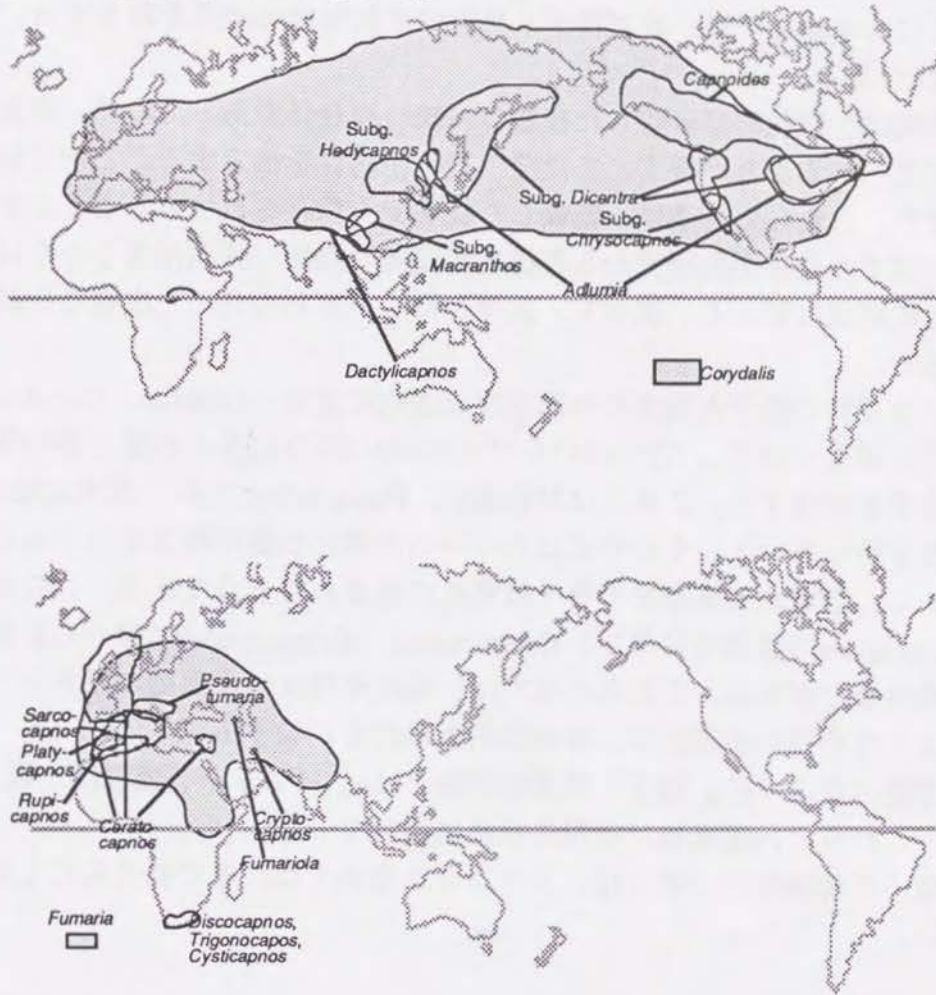 Capnoides
Subg.
Hedycapnos
Subg. Dicentra
Subg.
Chrysocapnos
Subg.
Macranthos
Adlumia
Dactylicapnos
Corydalis
Pseudo-
fumaria
Sarco-
capnos
Platy-
capnos
Rupi-
capnos
Cerato-
capnos
Crypto
capnos
Fumariola
Fumaria
Discocapnos,
Trigonocapos,
Cysticapnos